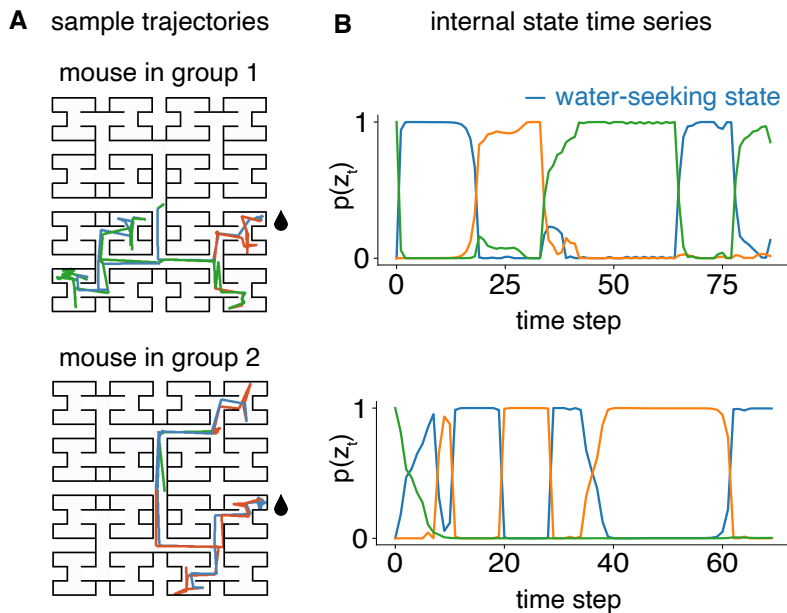 A sample trajectories
B internal state time series
mouse in group 1
water-seeking state
p(z_t)
1
0
0 25 50 75
time step
mouse in group 2
p(z_t)
1
0
0 20 40 60
time step